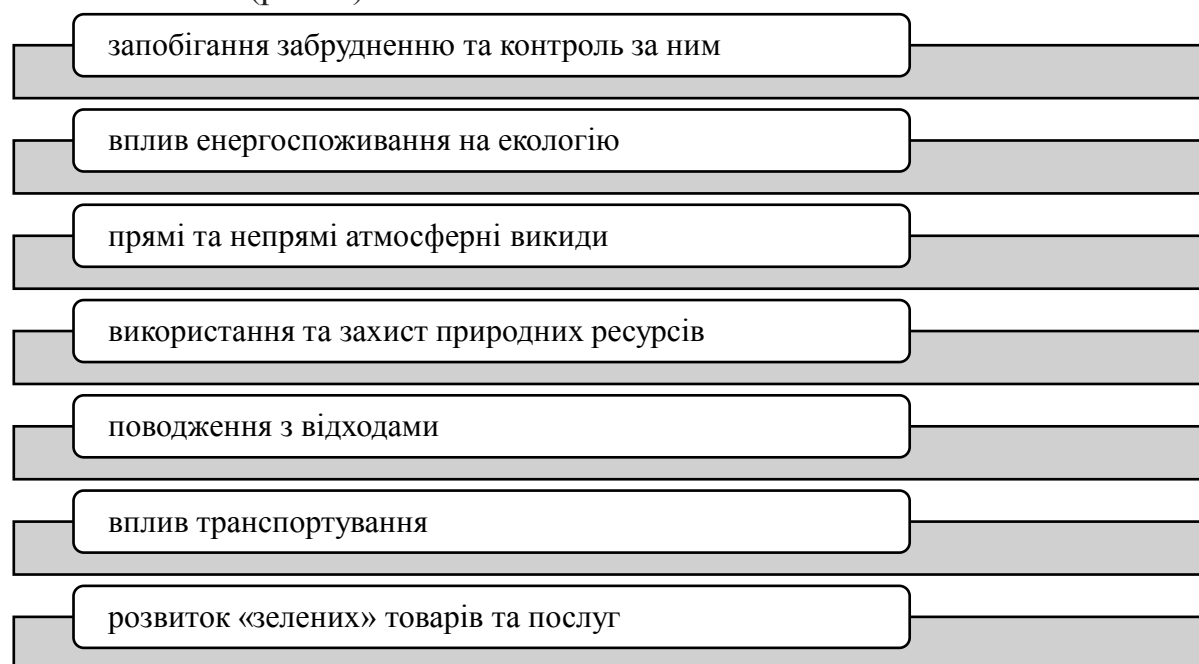 запобігання забрудненню та контроль за ним
вплив енергоспоживання на екологію
прямі та непрямі атмосферні викиди
використання та захист природних ресурсів
поводження з відходами
вплив транспортування
розвиток «зелених» товарів та послуг